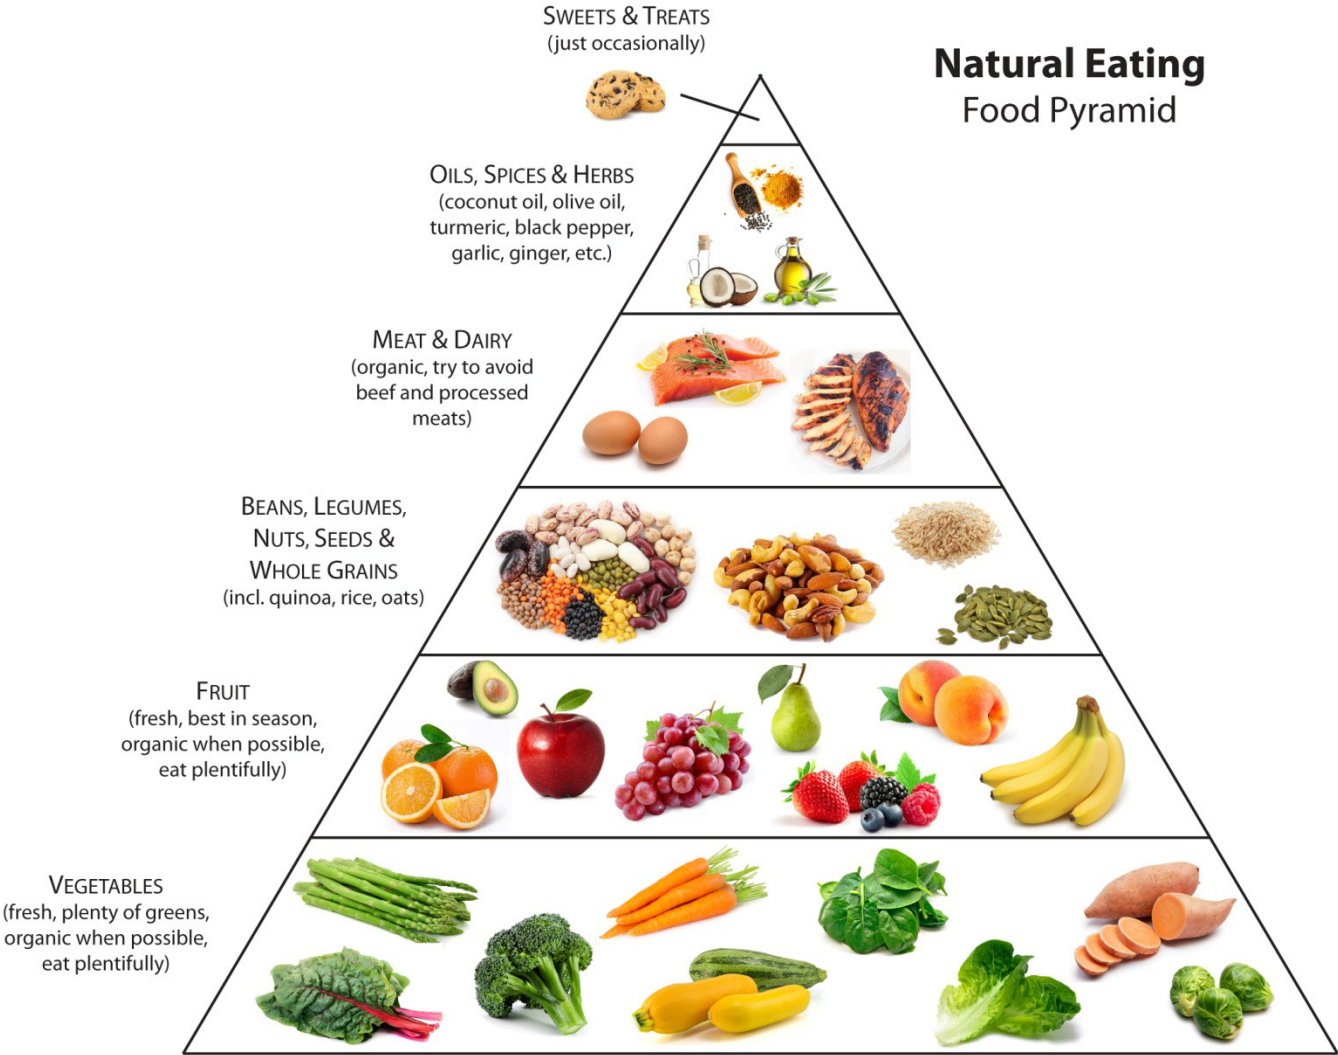 SWEETS & TREATS
(just occasionally)
Natural Eating
Food Pyramid
OILS, SPICES & HERBS
(coconut oil, olive oil,
turmeric, black pepper,
garlic, ginger, etc.)
MEAT & DAIRY
(organic, try to avoid
beef and processed
meats)
BEANS, LEGUMES,
NUTS, SEEDS &
WHOLE GRAINS
(incl. quinoa, rice, oats)
FRUIT
(fresh, best in season,
organic when possible,
eat plentifully)
VEGETABLES
(fresh, plenty of greens,
organic when possible,
eat plentifully)